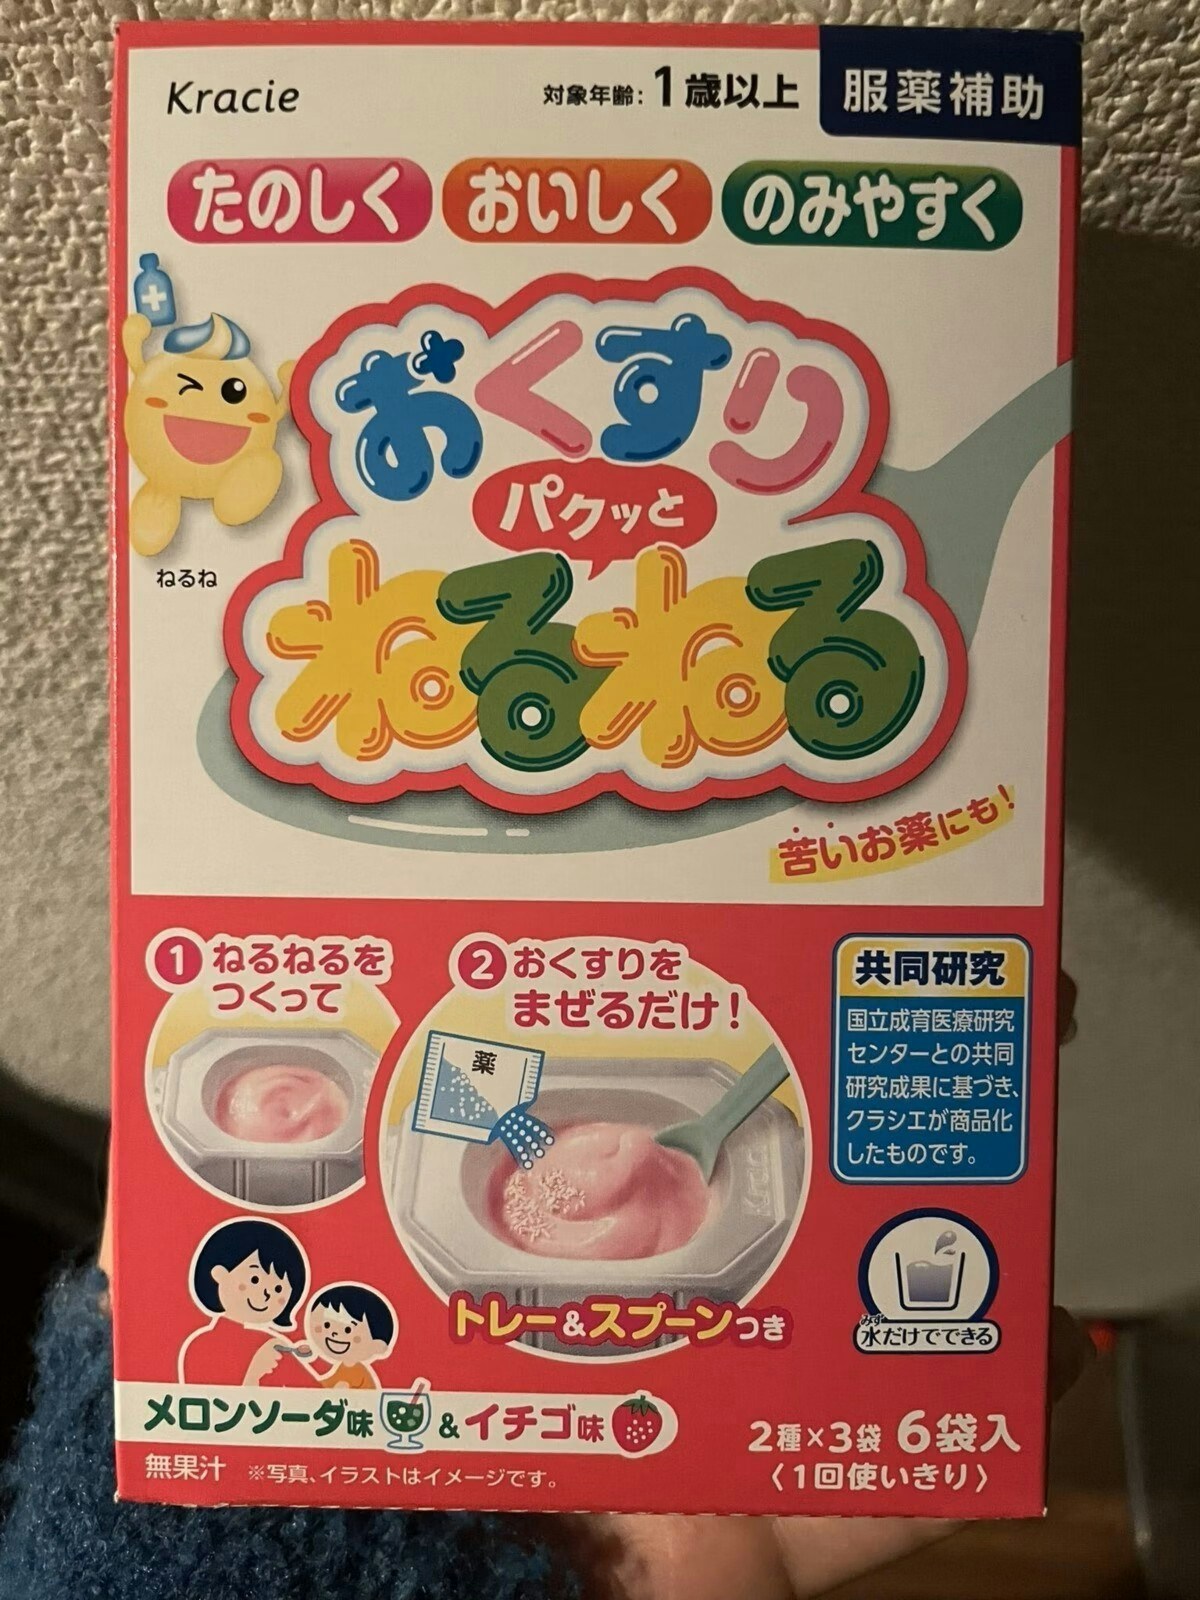 Kracie
対象年齢:1歳以上
服薬補助
たのしく おいしく のみやすく
おくすり
パクッと
ねるねる
ねるね
苦いお薬にも!
1 ねるねるを
つくって
2 おくすりを
まぜるだけ!
薬
トレー&スプーンつき
共同研究
国立成育医療研究
センターとの共同
研究成果に基づき、
クラシエが商品化
したものです。
みず
水だけでできる
メロンソーダ味&イチゴ味
無果汁 ※写真、イラストはイメージです。
2種×3袋 6袋入
〈1回使いきり〉